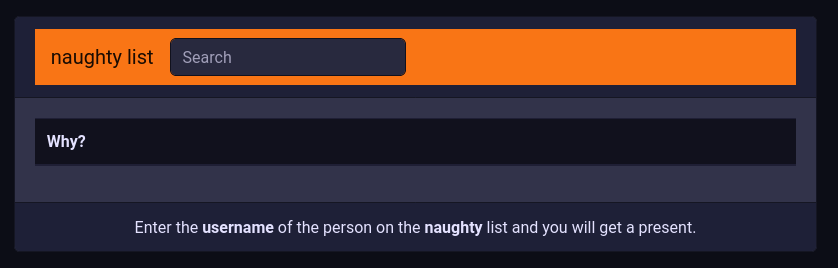 naughty list
Search
Why?
Enter the username of the person on the naughty list and you will get a present.